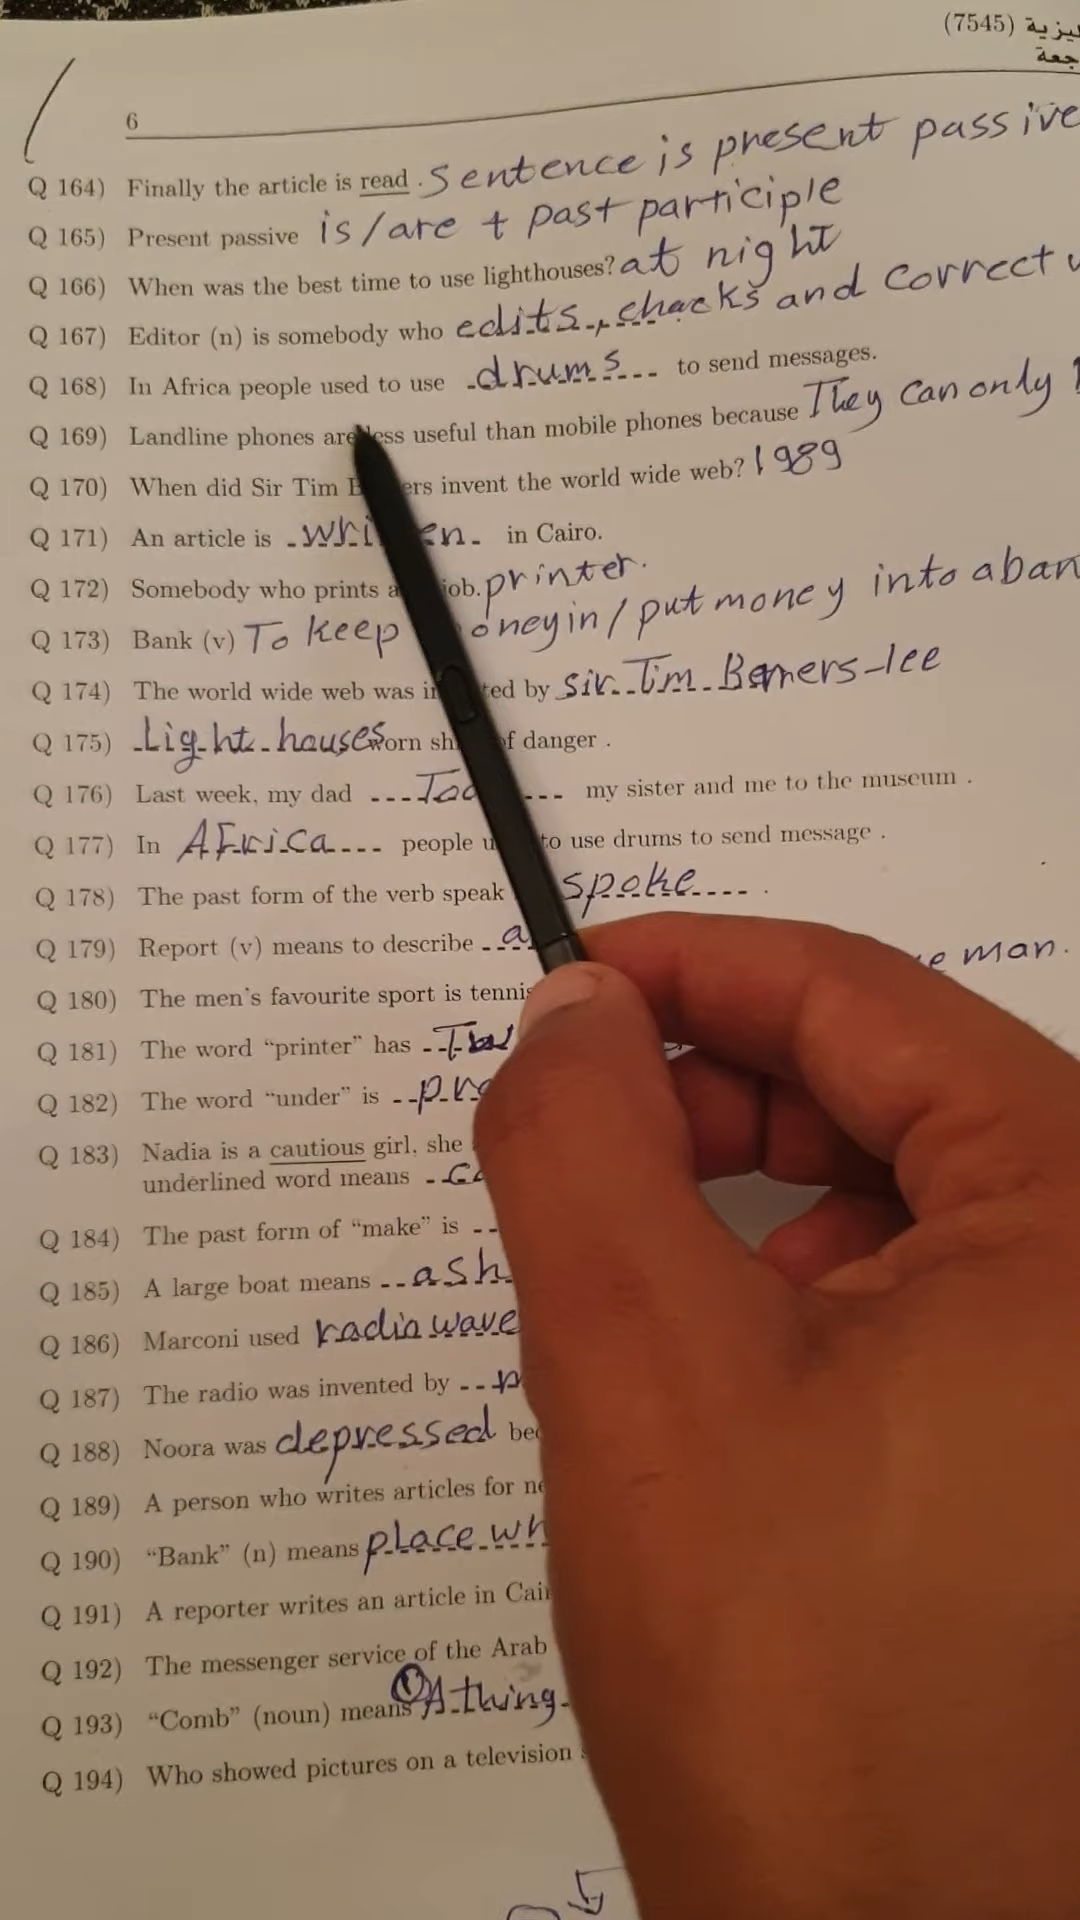 (7545) ليزية
جعة
6
Q 164) Finally the article is read . Sentence is present passive
Q 165) Present passive is/are + past participle
Q 166) When was the best time to use lighthouses? at night
Q 167) Editor (n) is somebody who edits, chacks and correct
Q 168) In Africa people used to use drums to send messages.
Q 169) Landline phones are less useful than mobile phones because They can only
Q 170) When did Sir Tim ers invent the world wide web? 1989
Q 171) An article is in Cairo.
Q 172) Somebody who prints job. printer.
Q 173) Bank (v) To keep in / put money into a
Q 174) The world wide web was by sir Tim Berners-lee
Q 175) Light houses worn of danger .
Q 176) Last week, my dad my sister and me to the museum .
Q 177) In Africa people to use drums to send message .
Q 178) The past form of the verb speak spoke .
Q 179) Report (v) means to describe man.
Q 180) The men's favourite sport is
Q 181) The word "printer" has
Q 182) The word "under" is
Q 183) Nadia is a cautious girl, she
underlined word means
Q 184) The past form of "make" is
Q 185) A large boat means
Q 186) Marconi used radio wave
Q 187) The radio was invented by
Q 188) Noora was depressed
Q 189) A person who writes articles for
Q 190) "Bank" (n) means place
Q 191) A reporter writes an article in
Q 192) The messenger service of the Arab
Q 193) "Comb" (noun) means A thing
Q 194) Who showed pictures on a television